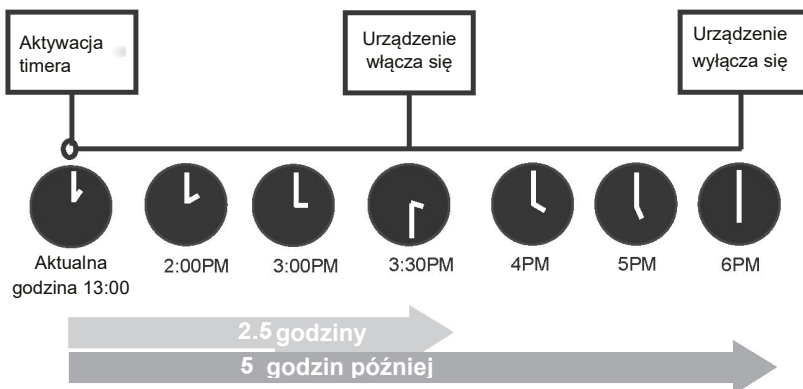 Aktywacja
timera
Urządzenie
włącza się
Urządzenie
wyłącza się
Aktualna
godzina 13:00
2:00PM
3:00PM
3:30PM
4PM
5PM
6PM
2.5 godziny
5 godzin później